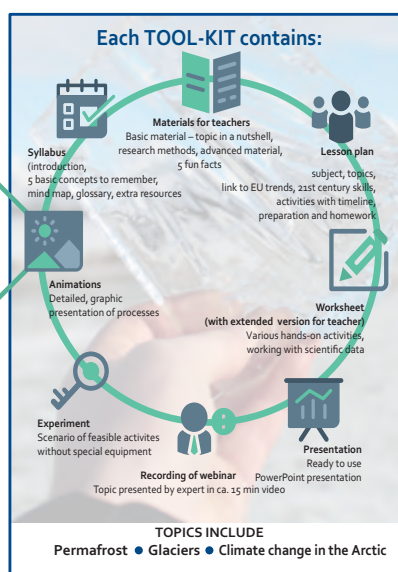 Each TOOL-KIT contains:
Materials for teachers
Basic material – topic in a nutshell,
research methods, advanced material,
5 fun facts
Lesson plan
subject, topics,
link to EU trends, 21st century skills,
activities with timeline,
preparation and homework
Worksheet
(with extended version for teacher)
Various hands-on activities,
working with scientific data
Presentation
Ready to use
PowerPoint presentation
Recording of webinar
Topic presented by expert in ca. 15 min video
Experiment
Scenario of feasible activites
without special equipment
Animations
Detailed, graphic
presentation of processes
Syllabus
(introduction,
5 basic concepts to remember,
mind map, glossary, extra resources
TOPICS INCLUDE
Permafrost ● Glaciers ● Climate change in the Arctic